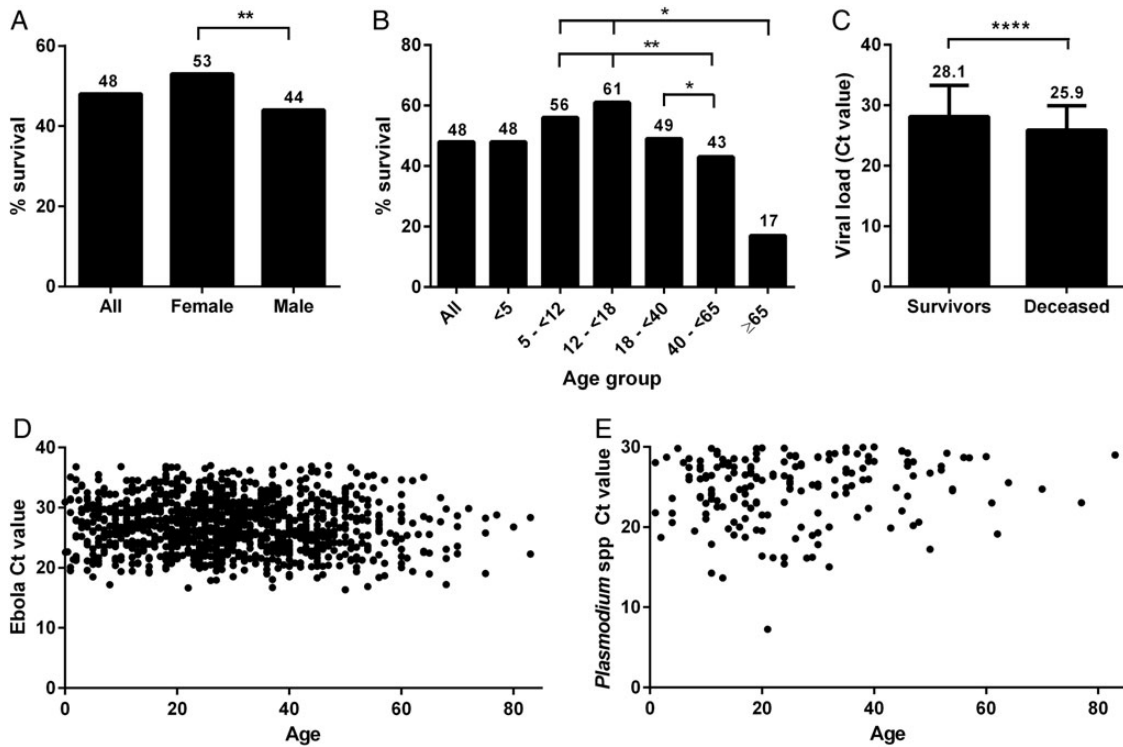 A
**
% survival
60
40
20
0
48
53
44
All
Female
Male
B
*
**
*
% survival
80
60
40
20
0
48
48
56
61
49
43
17
All
<5
5 - <12
12 - <18
18 - <40
40 - <65
≥65
Age group
C
****
Viral load (Ct value)
40
30
20
10
0
28.1
25.9
Survivors
Deceased
D
Ebola Ct value
40
30
20
10
0
0
20
40
60
80
Age
E
Plasmodium spp Ct value
30
20
10
0
0
20
40
60
80
Age